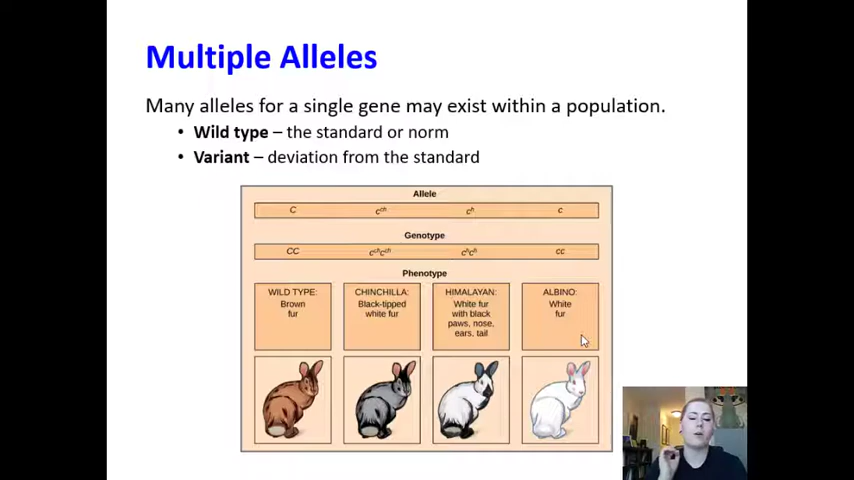 Multiple Alleles
Many alleles for a single gene may exist within a population.
• Wild type – the standard or norm
• Variant – deviation from the standard
Allele
C cᶜʰ cʰ c
Genotype
CC cᶜʰcᶜʰ cʰcʰ cc
Phenotype
WILD TYPE:
Brown
fur
CHINCHILLA:
Black-tipped
white fur
HIMALAYAN:
White fur
with black
paws, nose,
ears, tail
ALBINO:
White
fur